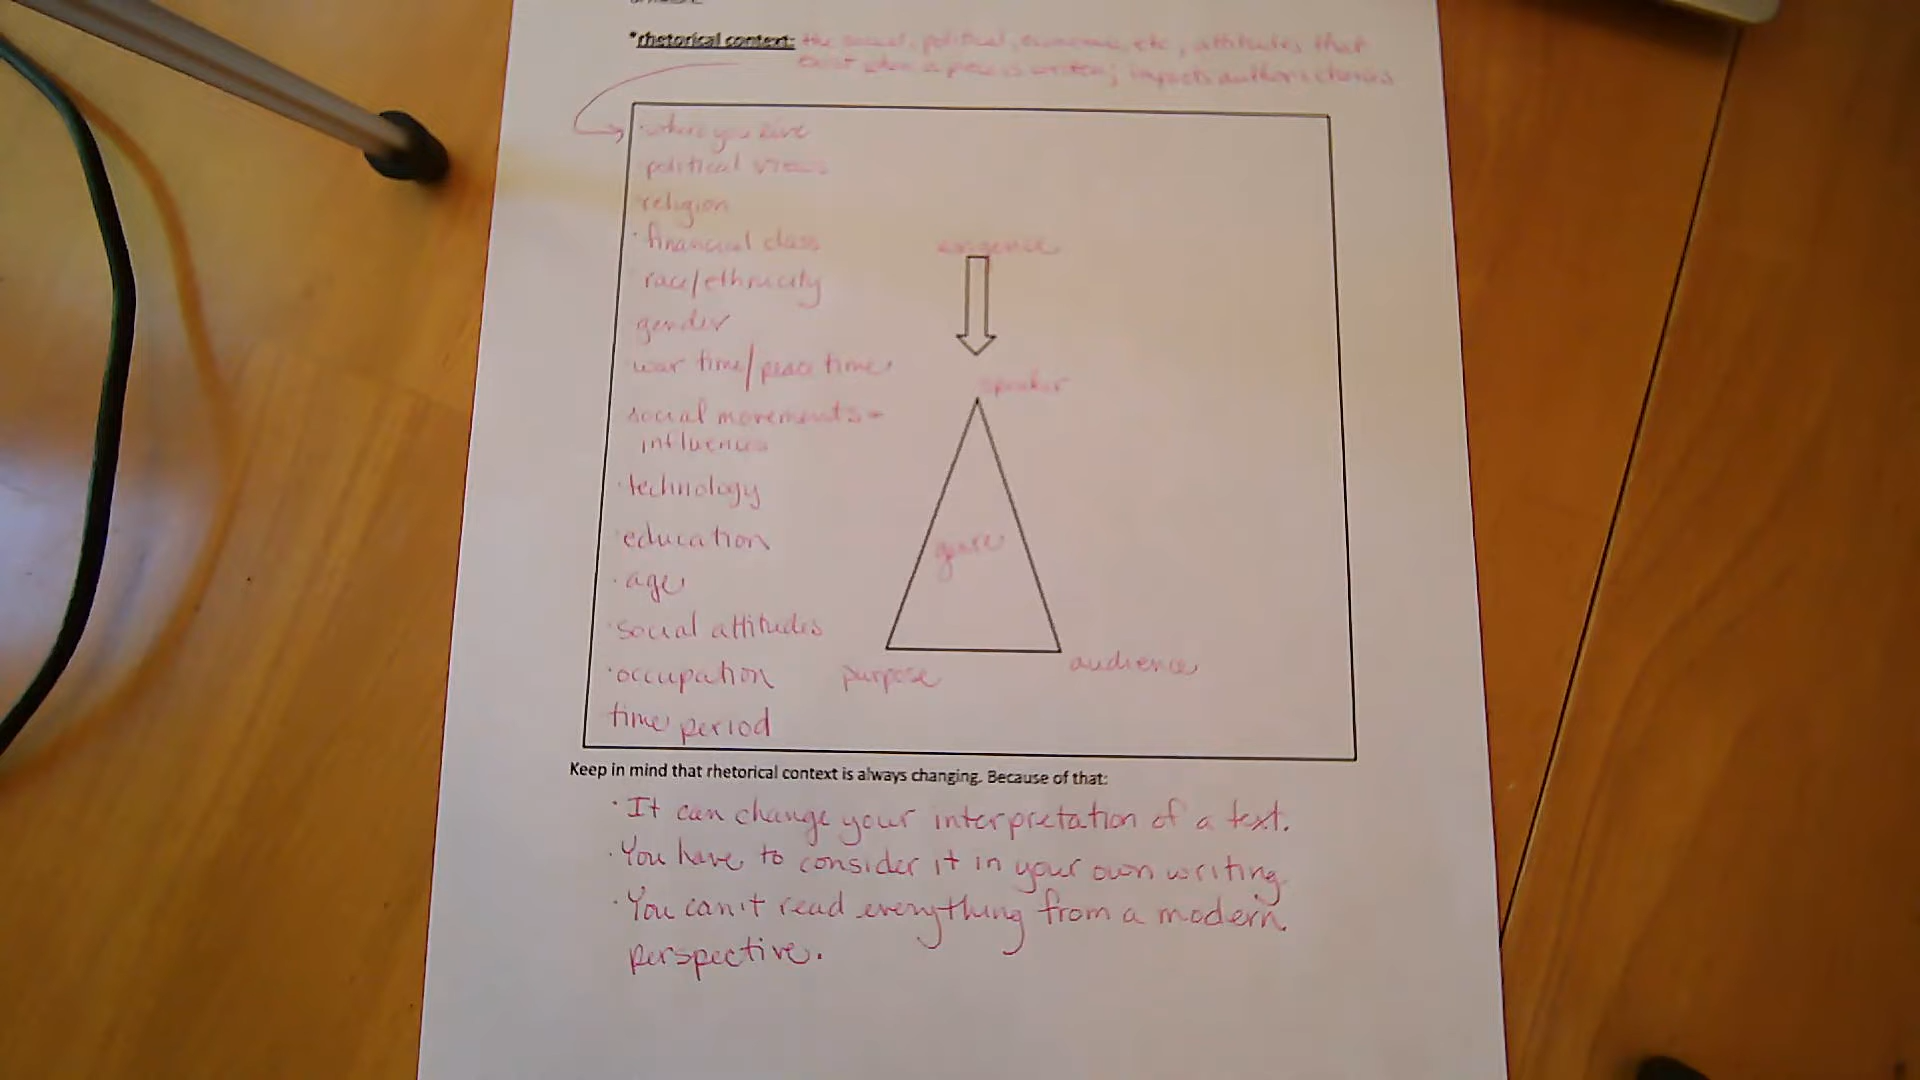 *rhetorical context: the social, political, economic, etc., attitudes that
exist when a piece is written; impacts author's choices
·where you live
political views
religion
·financial class
exigence
race/ethnicity
gender
war time/peace time
speaker
social movements-
influences
·technology
·education
genre
·age
·social attitudes
·occupation
purpose
audience
time period
Keep in mind that rhetorical context is always changing. Because of that:
·It can change your interpretation of a text.
·You have to consider it in your own writing.
·You can't read everything from a modern
perspective.